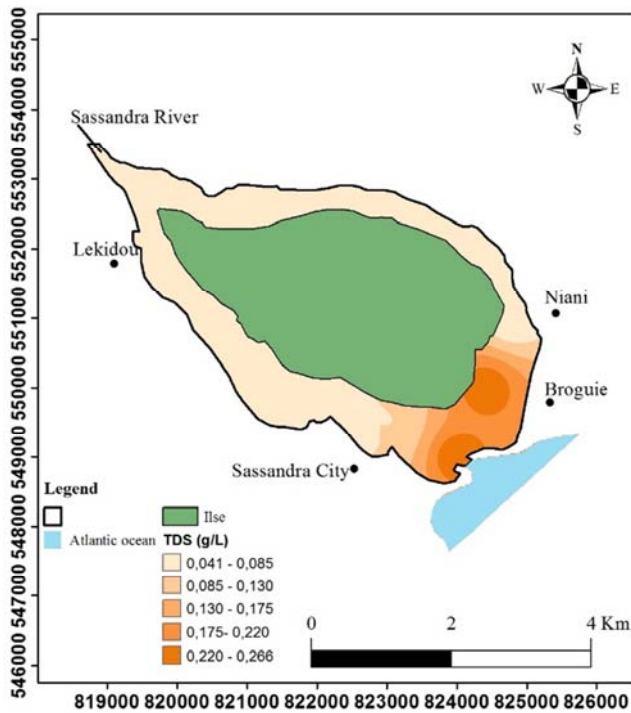 555000
554000
553000
552000
551000
550000
549000
548000
547000
546000
N
W E
S
Sassandra River
Lekidou
Niani
Broguie
Sassandra City
Legend
Atlantic ocean
Ilse
TDS (g/L)
0,041 - 0,085
0,085 - 0,130
0,130 - 0,175
0,175- 0,220
0,220 - 0,266
0 2 4 Km
819000 820000 821000 822000 823000 824000 825000 826000